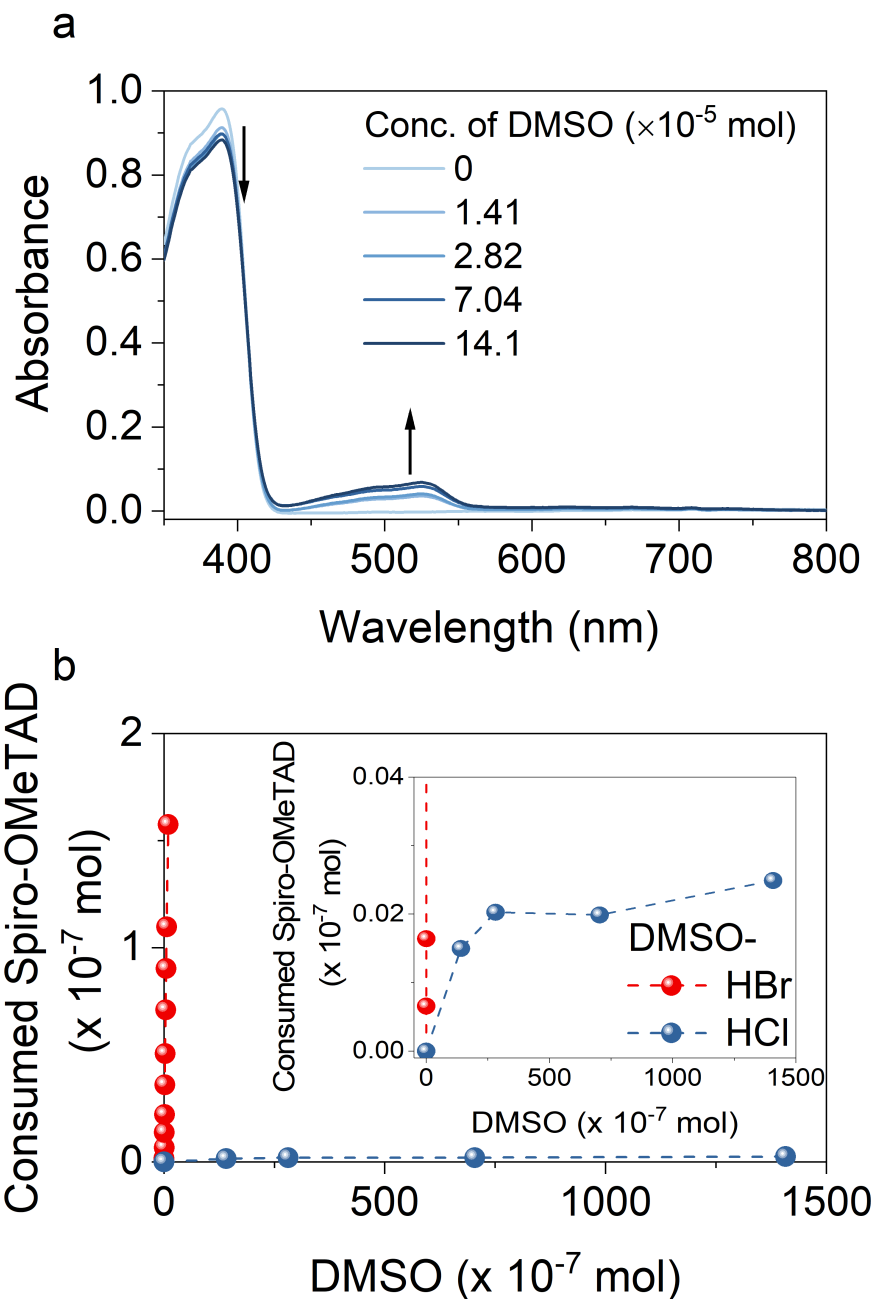 a
1.0
0.8
0.6
0.4
0.2
0.0
Absorbance
Conc. of DMSO (×10⁻⁵ mol)
0
1.41
2.82
7.04
14.1
400
500
600
700
800
Wavelength (nm)
b
Consumed Spiro-OMeTAD
(x 10⁻⁷ mol)
2
1
0
0
500
1000
1500
DMSO (x 10⁻⁷ mol)
Consumed Spiro-OMeTAD
(x 10⁻⁷ mol)
0.04
0.02
0.00
0
500
1000
1500
DMSO (x 10⁻⁷ mol)
DMSO-
HBr
HCl